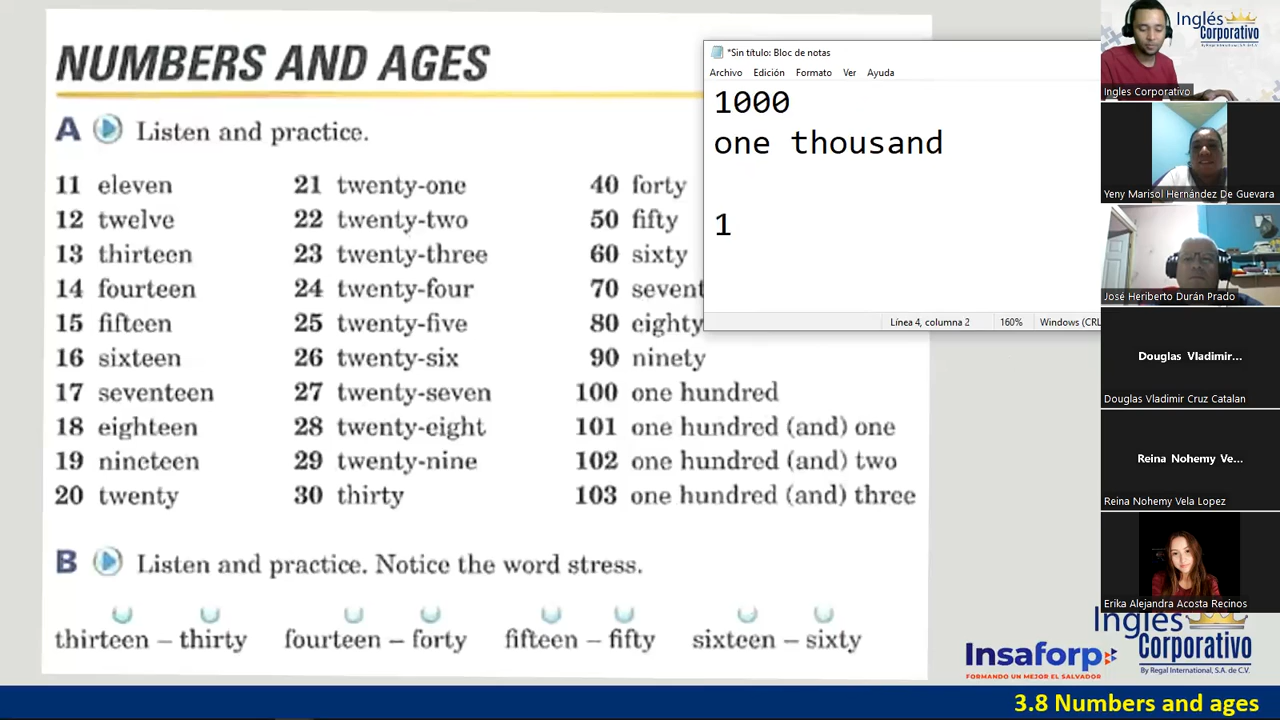 NUMBERS AND AGES
A Listen and practice.
11 eleven
12 twelve
13 thirteen
14 fourteen
15 fifteen
16 sixteen
17 seventeen
18 eighteen
19 nineteen
20 twenty
21 twenty-one
22 twenty-two
23 twenty-three
24 twenty-four
25 twenty-five
26 twenty-six
27 twenty-seven
28 twenty-eight
29 twenty-nine
30 thirty
40 forty
50 fifty
60 sixty
70 sevent
80 eighty
90 ninety
100 one hundred
101 one hundred (and) one
102 one hundred (and) two
103 one hundred (and) three
B Listen and practice. Notice the word stress.
thirteen – thirty fourteen – forty fifteen – fifty sixteen – sixty
*Sin título: Bloc de notas
Archivo Edición Formato Ver Ayuda
1000
one thousand
1
Línea 4, columna 2 160% Windows (CRL
Inglés
Corporativo
By Regal International, S.A. de C.V.
Ingles Corporativo
Yeny Marisol Hernández De Guevara
José Heriberto Durán Prado
Douglas Vladimir...
Douglas Vladimir Cruz Catalan
Reina Nohemy Ve...
Reina Nohemy Vela Lopez
Erika Alejandra Acosta Recinos
Insaforp
FORMANDO UN MEJOR EL SALVADOR
Inglés
Corporativo
By Regal International, S.A. de C.V.
3.8 Numbers and ages